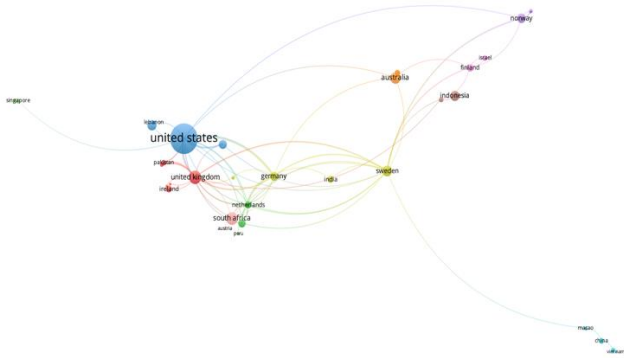 norway
israel
finland
australia
indonesia
singapore
lebanon
united states
pakistan
united kingdom
germany
india
sweden
ireland
netherlands
south africa
austria
peru
macao
china